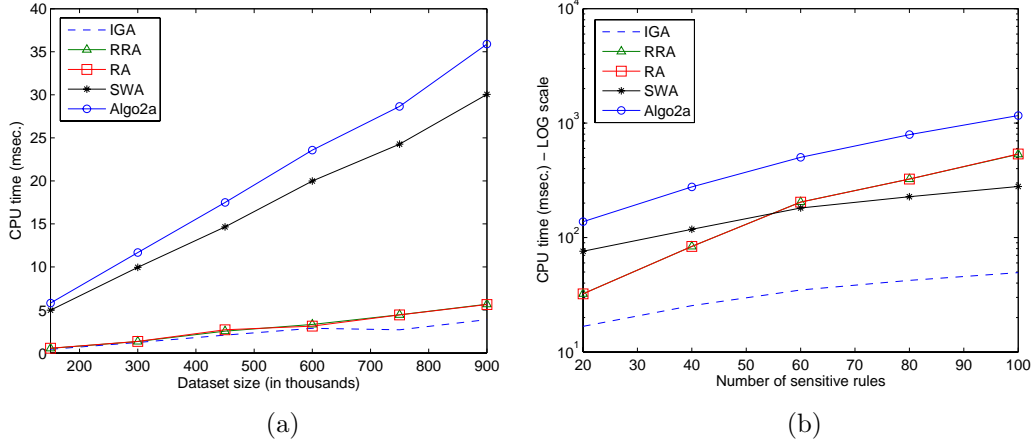 40
35
30
25
20
15
10
5
0
CPU time (msec.)
IGA
RRA
RA
SWA
Algo2a
200 300 400 500 600 700 800 900
Dataset size (in thousands)
(a)
10^4
10^3
10^2
10^1
CPU time (msec.) – LOG scale
IGA
RRA
RA
SWA
Algo2a
20 30 40 50 60 70 80 90 100
Number of sensitive rules
(b)